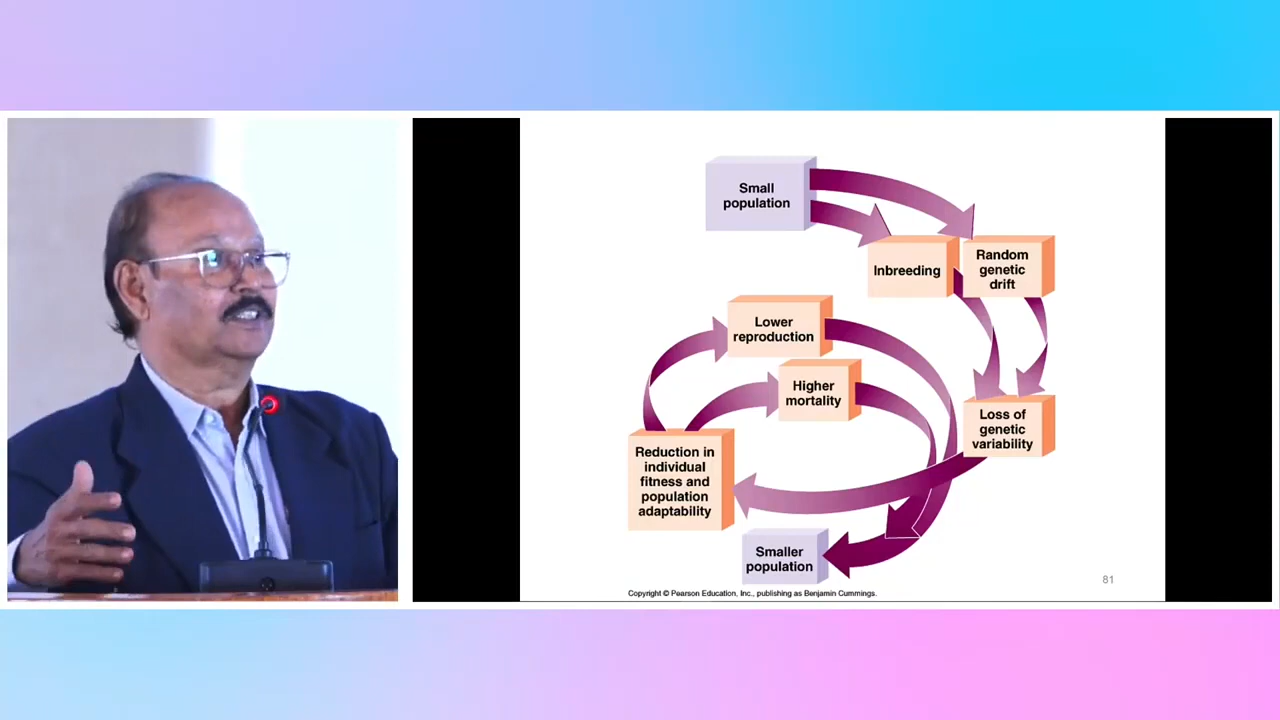 Small
population
Inbreeding
Random
genetic
drift
Lower
reproduction
Higher
mortality
Loss of
genetic
variability
Reduction in
individual
fitness and
population
adaptability
Smaller
population
81
Copyright © Pearson Education, Inc., publishing as Benjamin Cummings.